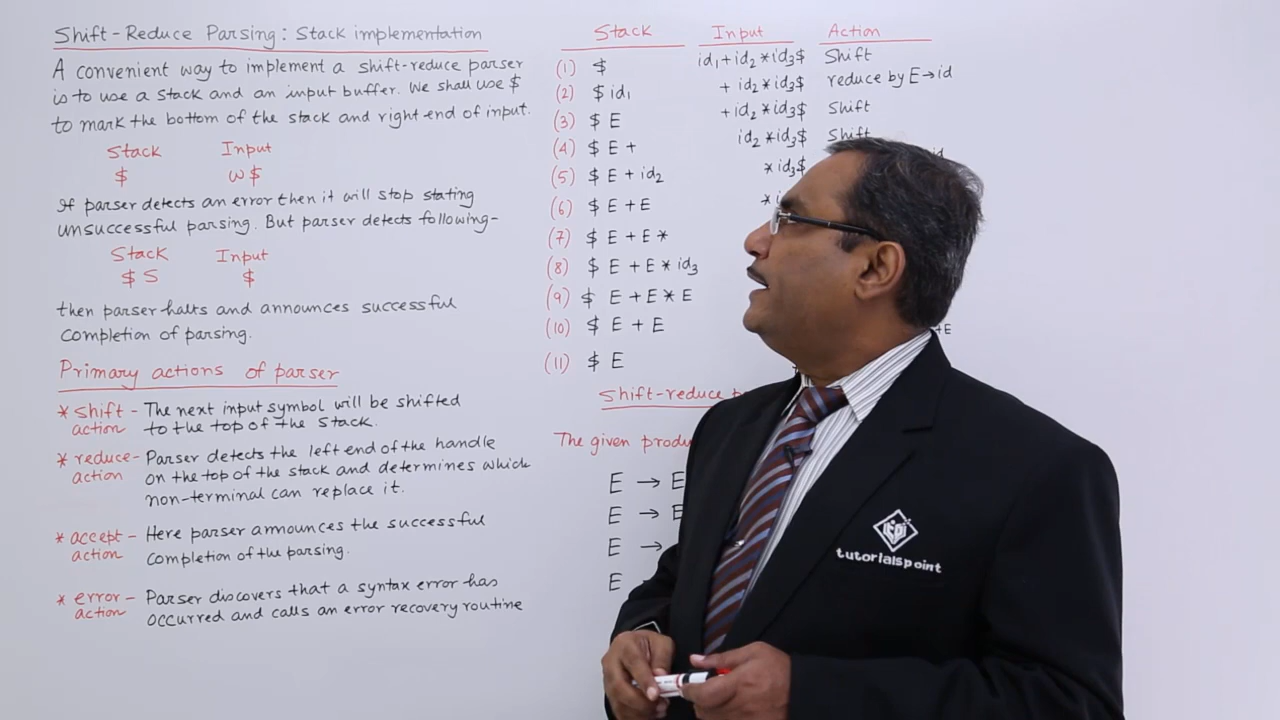 Shift-Reduce Parsing: Stack implementation
A convenient way to implement a shift-reduce parser
is to use a stack and an input buffer. We shall use $
to mark the bottom of the stack and right end of input.
Stack Input
$ w$
If parser detects an error then it will stop stating
unsuccessful parsing. But parser detects following-
Stack Input
$ S $
then parser halts and announces successful
completion of parsing.
Primary actions of parser
* shift action - The next input symbol will be shifted
to the top of the stack.
* reduce action - Parser detects the left end of the handle
on the top of the stack and determines which
non-terminal can replace it.
* accept action - Here parser announces the successful
completion of the parsing.
* error action - Parser discovers that a syntax error has
occurred and calls an error recovery routine
Stack Input Action
(1) $ id₁+id₂*id₃$ Shift
(2) $ id₁ +id₂*id₃$ reduce by E→id
(3) $ E +id₂*id₃$ Shift
(4) $ E + id₂*id₃$ Shift
(5) $ E + id₂ *id₃$
(6) $ E + E *
(7) $ E + E *
(8) $ E + E * id₃
(9) $ E + E * E
(10) $ E + E +E
(11) $ E
Shift-reduce
The given
E → E
E → E
E →
E
tutorialspoint